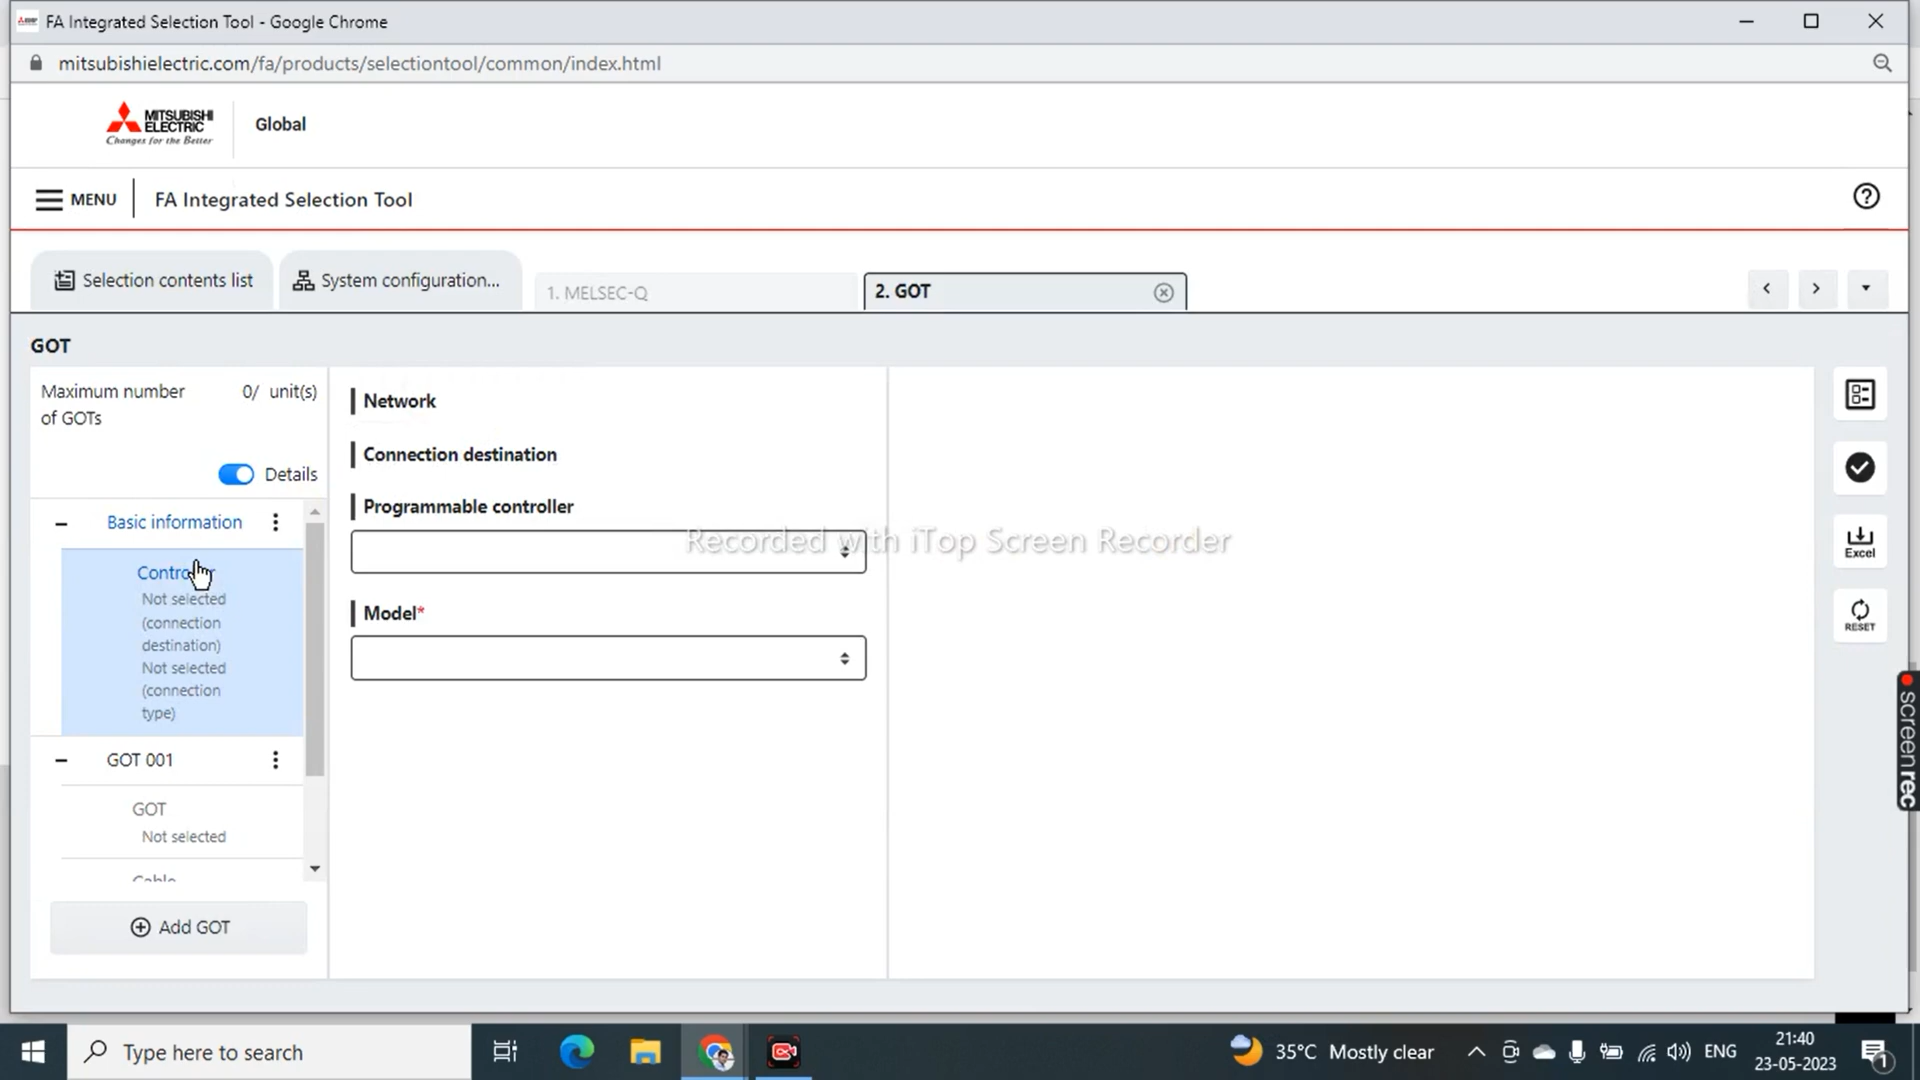 FA Integrated Selection Tool - Google Chrome
mitsubishielectric.com/fa/products/selectiontool/common/index.html
MITSUBISHI
ELECTRIC
Changes for the Better
Global
MENU
FA Integrated Selection Tool
Selection contents list
System configuration...
1. MELSEC-Q
2. GOT
GOT
Maximum number
of GOTs
0/ unit(s)
Details
Basic information
Controller
Not selected
(connection
destination)
Not selected
(connection
type)
GOT 001
GOT
Not selected
Cable
Add GOT
Network
Connection destination
Programmable controller
Model*
Recorded with iTop Screen Recorder
Excel
RESET
screenrec
Type here to search
35°C Mostly clear
ENG
21:40
23-05-2023
1